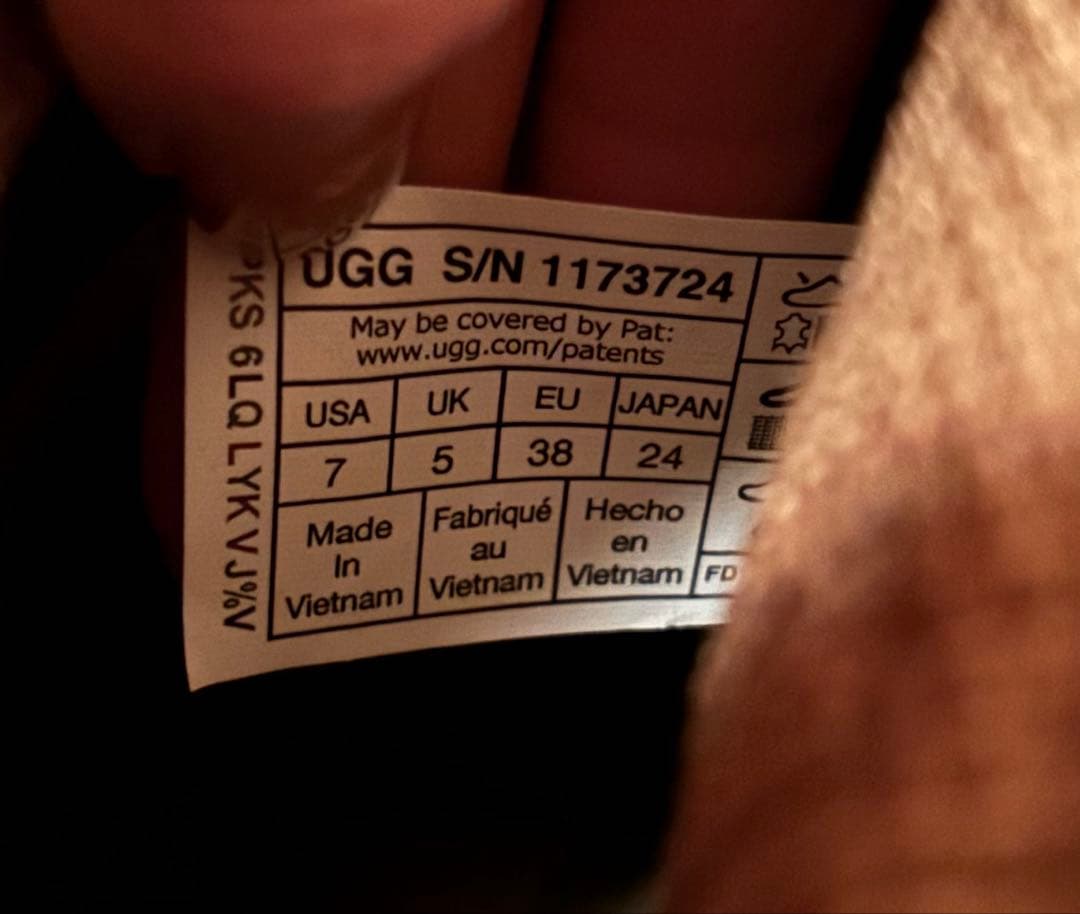 UGG S/N 1173724
May be covered by Pat:
www.ugg.com/patents
USA UK EU JAPAN
7 5 38 24
Made
In
Vietnam
Fabriqué
au
Vietnam
Hecho
en
Vietnam
FD
6LQ LYKVJ%V